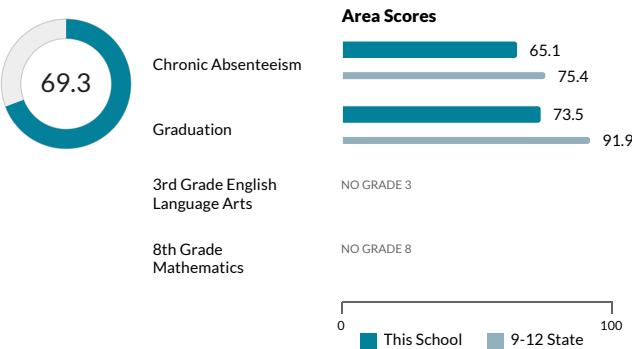 Area Scores
69.3
Chronic Absenteeism
65.1
75.4
Graduation
73.5
91.9
3rd Grade English
Language Arts
NO GRADE 3
8th Grade
Mathematics
NO GRADE 8
0
100
This School
9-12 State